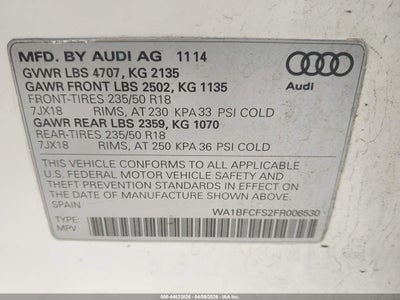 MFD. BY AUDI AG 1114
GVWR LBS 4707, KG 2135
GAWR FRONT LBS 2502, KG 1135
FRONT-TIRES 235/50 R18
7JX18 RIMS, AT 230 KPA 33 PSI COLD
GAWR REAR LBS 2359, KG 1070
REAR-TIRES 235/50 R18
7JX18 RIMS, AT 250 KPA 36 PSI COLD
Audi
THIS VEHICLE CONFORMS TO ALL APPLICABLE
U.S. FEDERAL MOTOR VEHICLE SAFETY AND
THEFT PREVENTION STANDARDS IN EFFECT ON
THE DATE OF MANUFACTURE SHOWN ABOVE.
SPAIN
TYPE: WA1BFCFS2FR006530
MPV